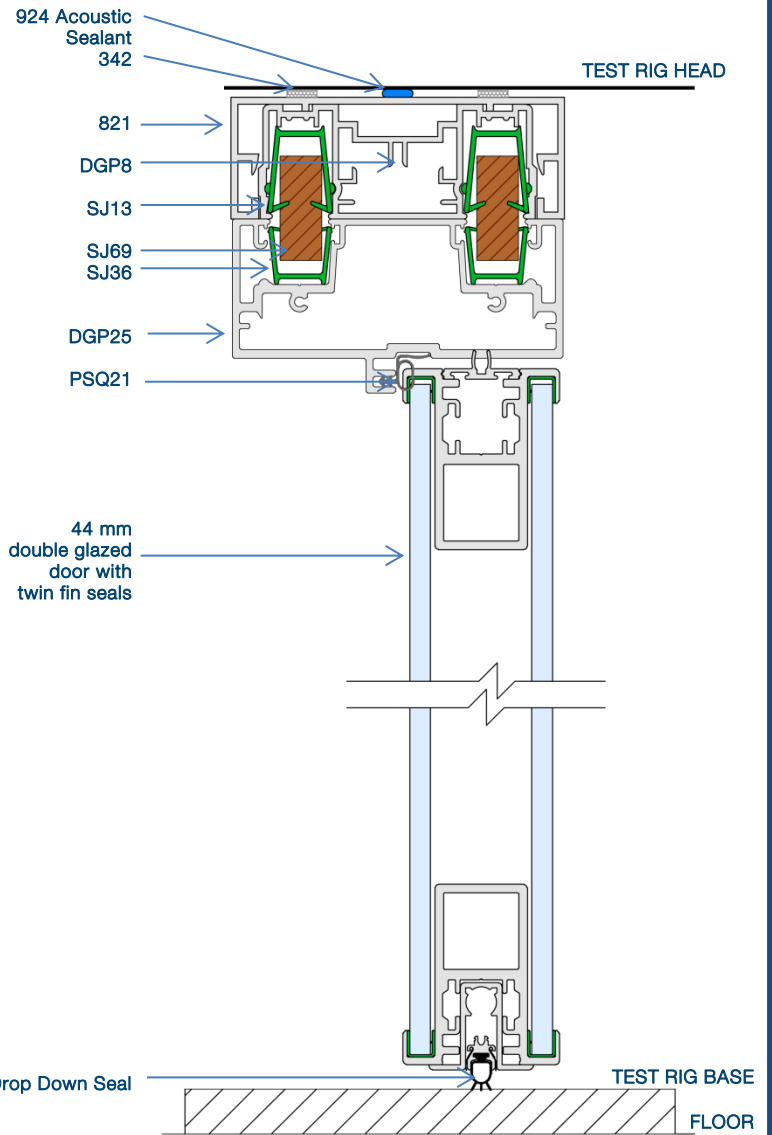 924 Acoustic
Sealant
342
TEST RIG HEAD
821
DGP8
SJ13
SJ69
SJ36
DGP25
PSQ21
44 mm
double glazed
door with
twin fin seals
Down Seal
TEST RIG BASE
FLOOR